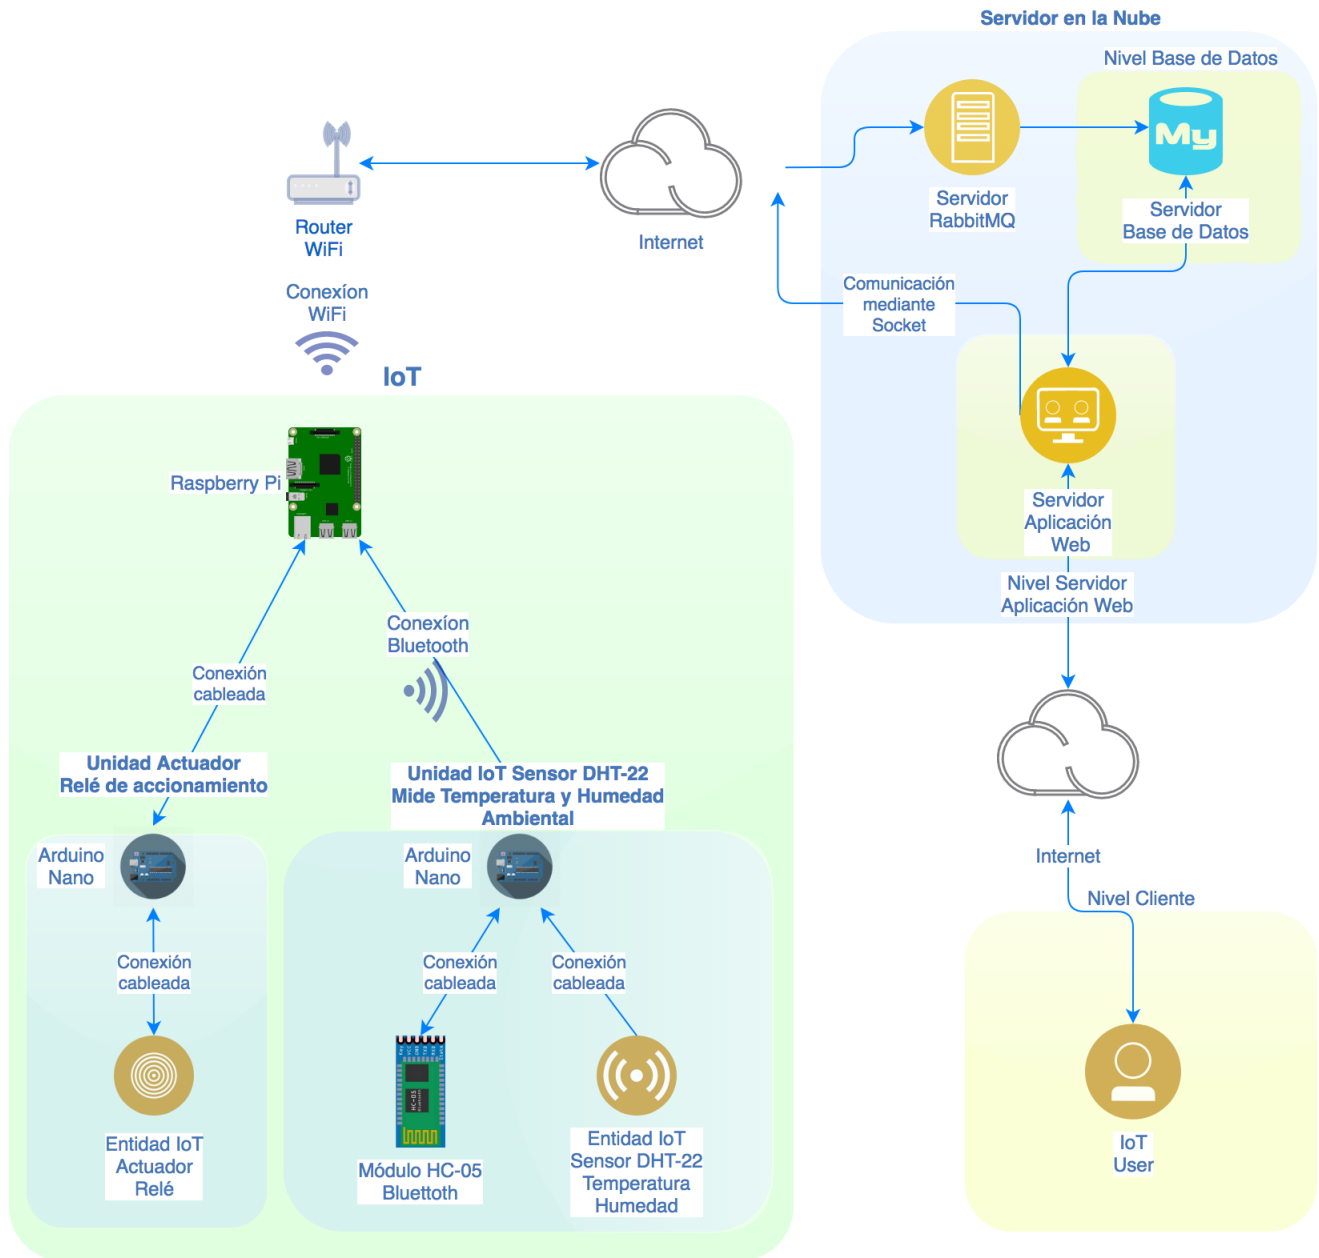 Servidor en la Nube
Nivel Base de Datos
My
Servidor
RabbitMQ
Servidor
Base de Datos
Router
WiFi
Internet
Conexíon
WiFi
Comunicación
mediante
Socket
IoT
Raspberry Pi
Servidor
Aplicación
Web
Nivel Servidor
Aplicación Web
Conexíon
Bluetooth
Conexión
cableada
Unidad Actuador
Relé de accionamiento
Unidad IoT Sensor DHT-22
Mide Temperatura y Humedad
Ambiental
Arduino
Nano
Arduino
Nano
Internet
Nivel Cliente
Conexión
cableada
Conexión
cableada
Conexión
cableada
HC-05
Entidad IoT
Actuador
Relé
Módulo HC-05
Bluettoth
Entidad IoT
Sensor DHT-22
Temperatura
Humedad
IoT
User